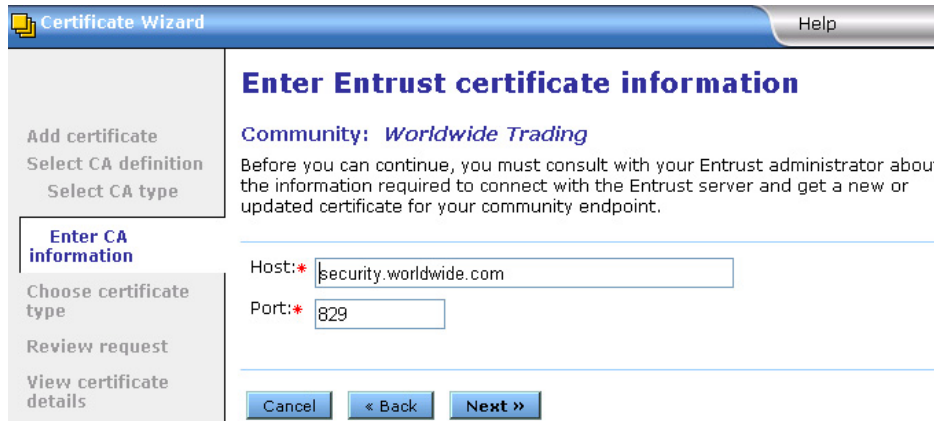 Certificate Wizard
Help
Add certificate
Select CA definition
Select CA type
Enter CA
information
Choose certificate
type
Review request
View certificate
details
Enter Entrust certificate information
Community: Worldwide Trading
Before you can continue, you must consult with your Entrust administrator abou
the information required to connect with the Entrust server and get a new or
updated certificate for your community endpoint.
Host:* security.worldwide.com
Port:* 829
Cancel « Back Next »